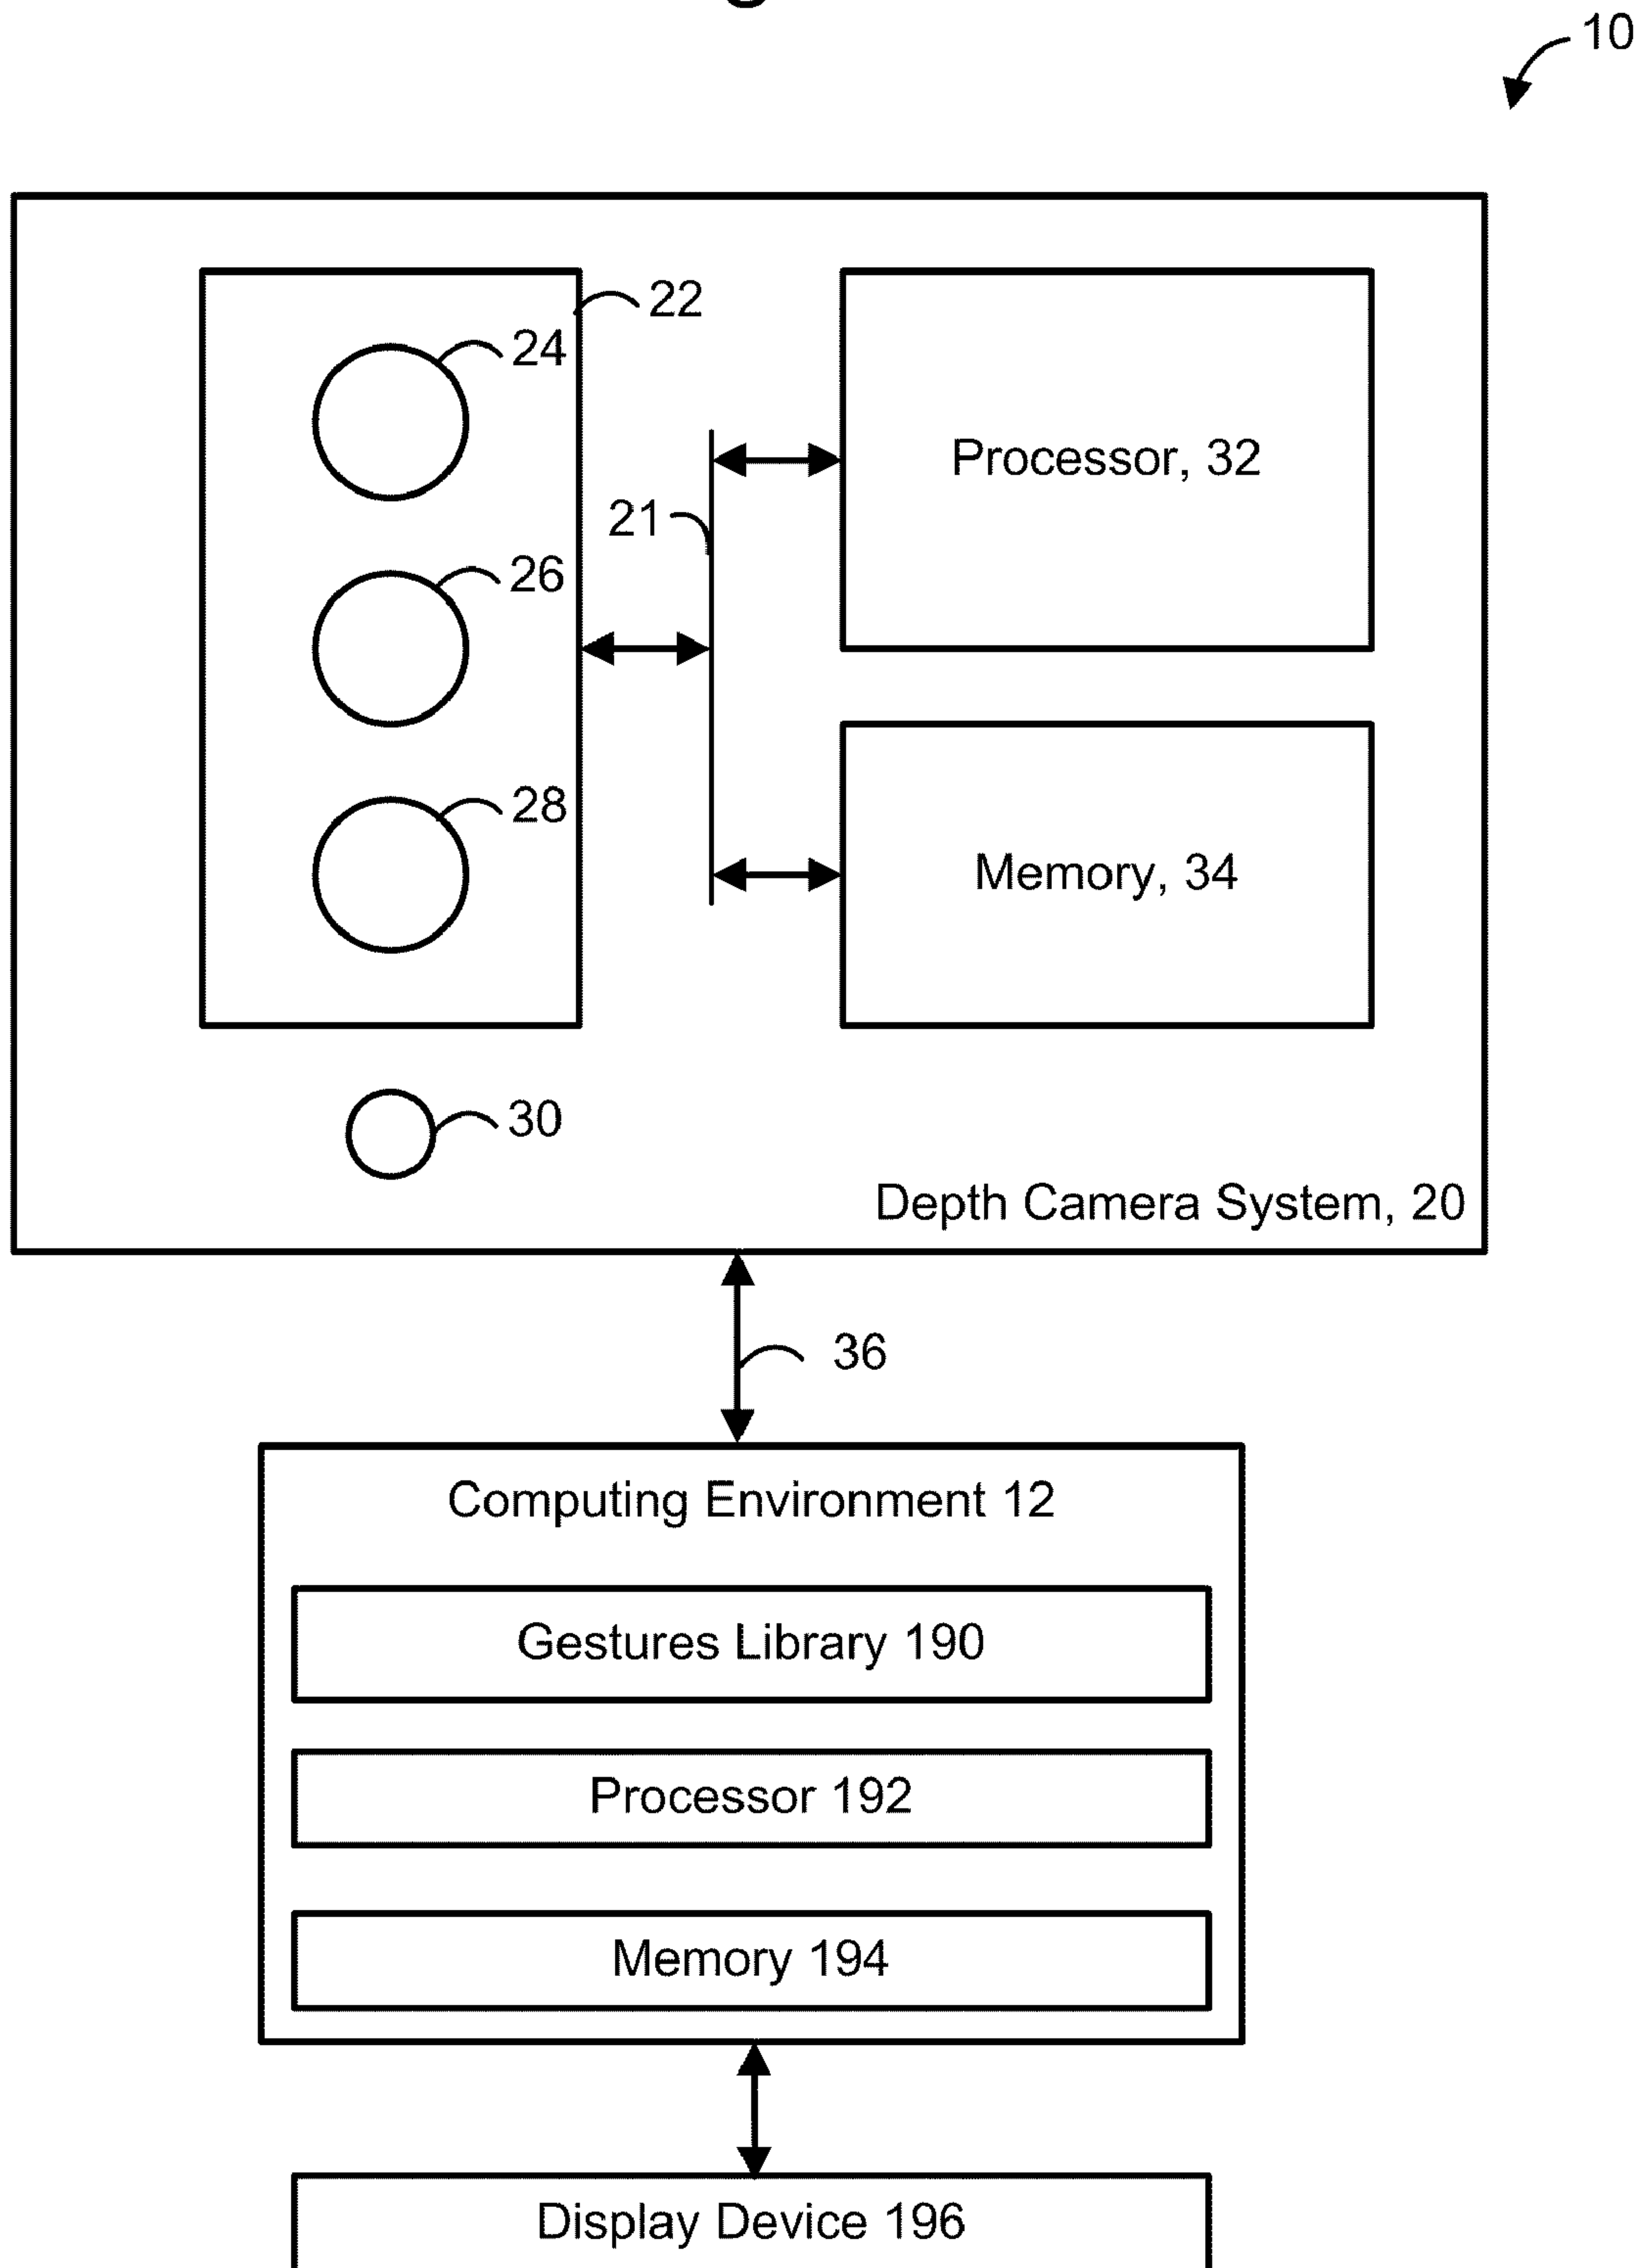 10
22
24
Processor, 32
21
26
28
Memory, 34
30
Depth Camera System, 20
36
Computing Environment 12
Gestures Library 190
Processor 192
Memory 194
Display Device 196